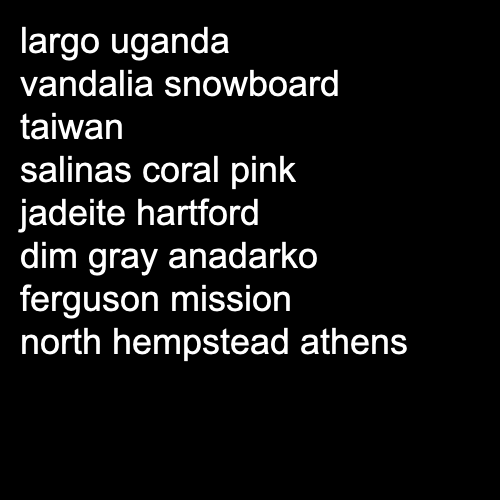 largo uganda
vandalia snowboard
taiwan
salinas coral pink
jadeite hartford
dim gray anadarko
ferguson mission
north hempstead athens